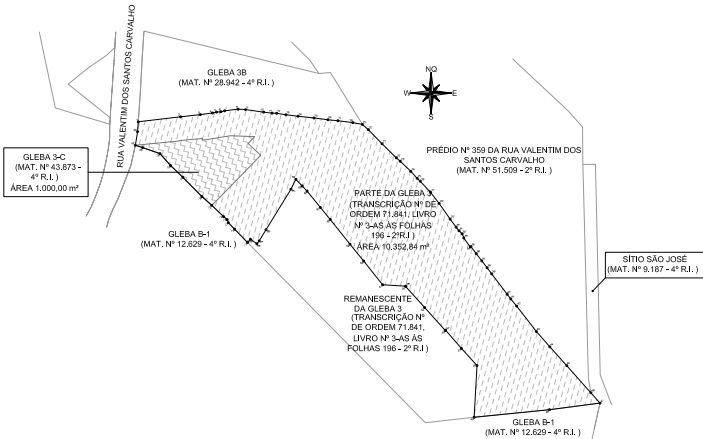 RUA VALENTIM DOS SANTOS CARVALHO
GLEBA 3B
(MAT. Nº 28.942 - 4º R.I. )
NQ
W
E
S
GLEBA 3-C
(MAT. Nº 43.873 -
4º R.I. )
ÁREA 1.000,00 m²
PRÉDIO Nº 359 DA RUA VALENTIM DOS
SANTOS CARVALHO
(MAT. Nº 51.509 - 2º R.I. )
PARTE DA GLEBA 3
(TRANSCRIÇÃO Nº DE
ORDEM 71.841, LIVRO
Nº 3-AS ÀS FOLHAS
196 - 2ºR.I )
ÁREA 10.352,84 m²
GLEBA B-1
(MAT. Nº 12.629 - 4º R.I. )
SÍTIO SÃO JOSÉ
(MAT. Nº 9.187 - 4º R.I. )
REMANESCENTE
DA GLEBA 3
(TRANSCRIÇÃO Nº
DE ORDEM 71.841,
LIVRO Nº 3-AS ÀS
FOLHAS 196 - 2º R.I )
GLEBA B-1
(MAT. Nº 12.629 - 4º R.I. )